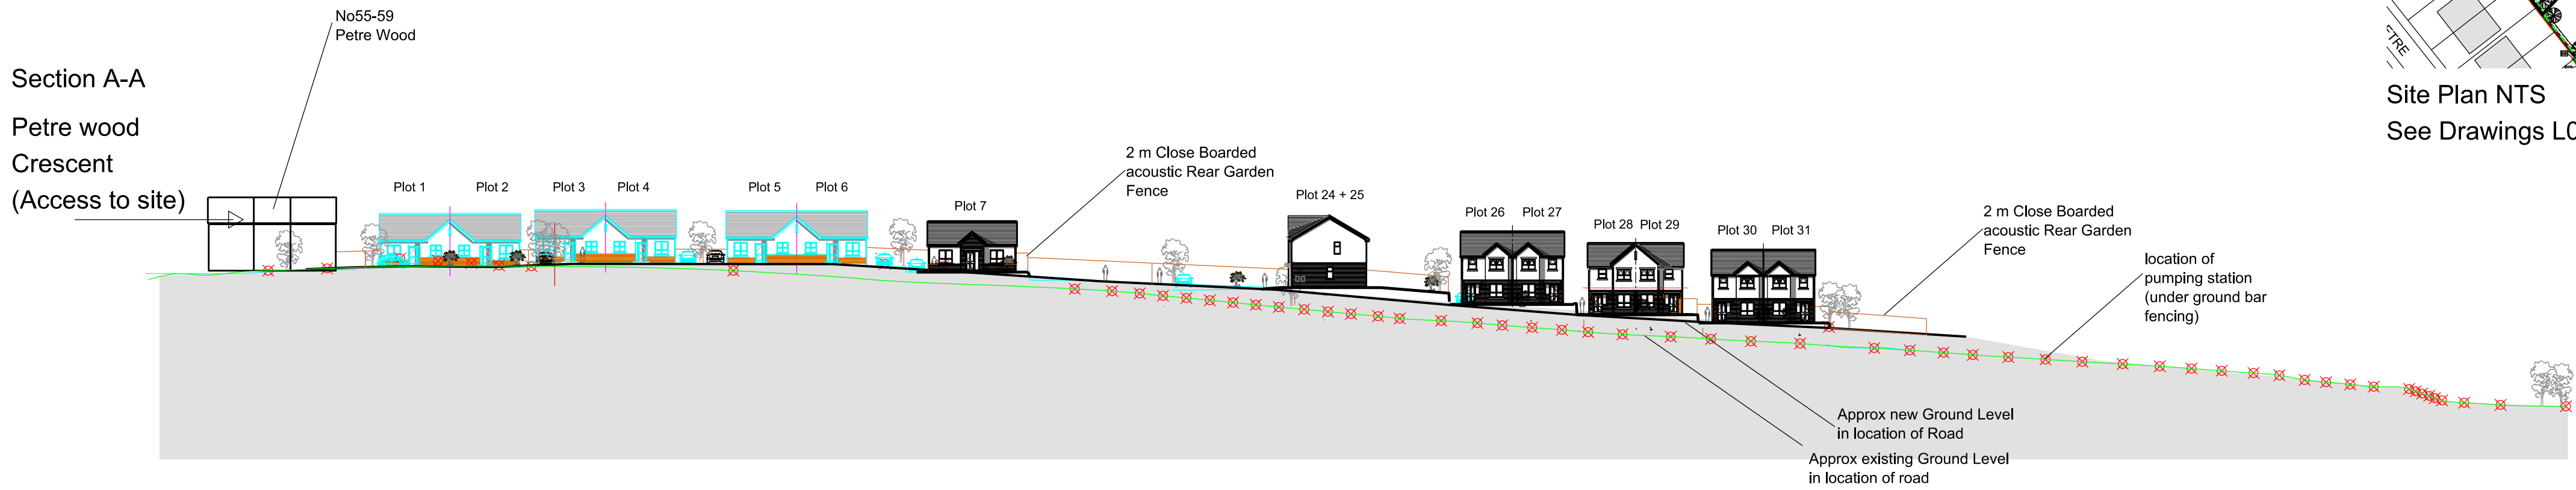 No55-59
Petre Wood
Section A-A
Petre wood
Crescent
(Access to site)
Plot 1
Plot 2
Plot 3
Plot 4
Plot 5
Plot 6
Plot 7
2 m Close Boarded
acoustic Rear Garden
Fence
Plot 24 + 25
Plot 26
Plot 27
Plot 28
Plot 29
Plot 30
Plot 31
2 m Close Boarded
acoustic Rear Garden
Fence
location of
pumping station
(under ground bar
fencing)
Approx new Ground Level
in location of Road
Approx existing Ground Level
in location of road
ETRE
Site Plan NTS
See Drawings L0